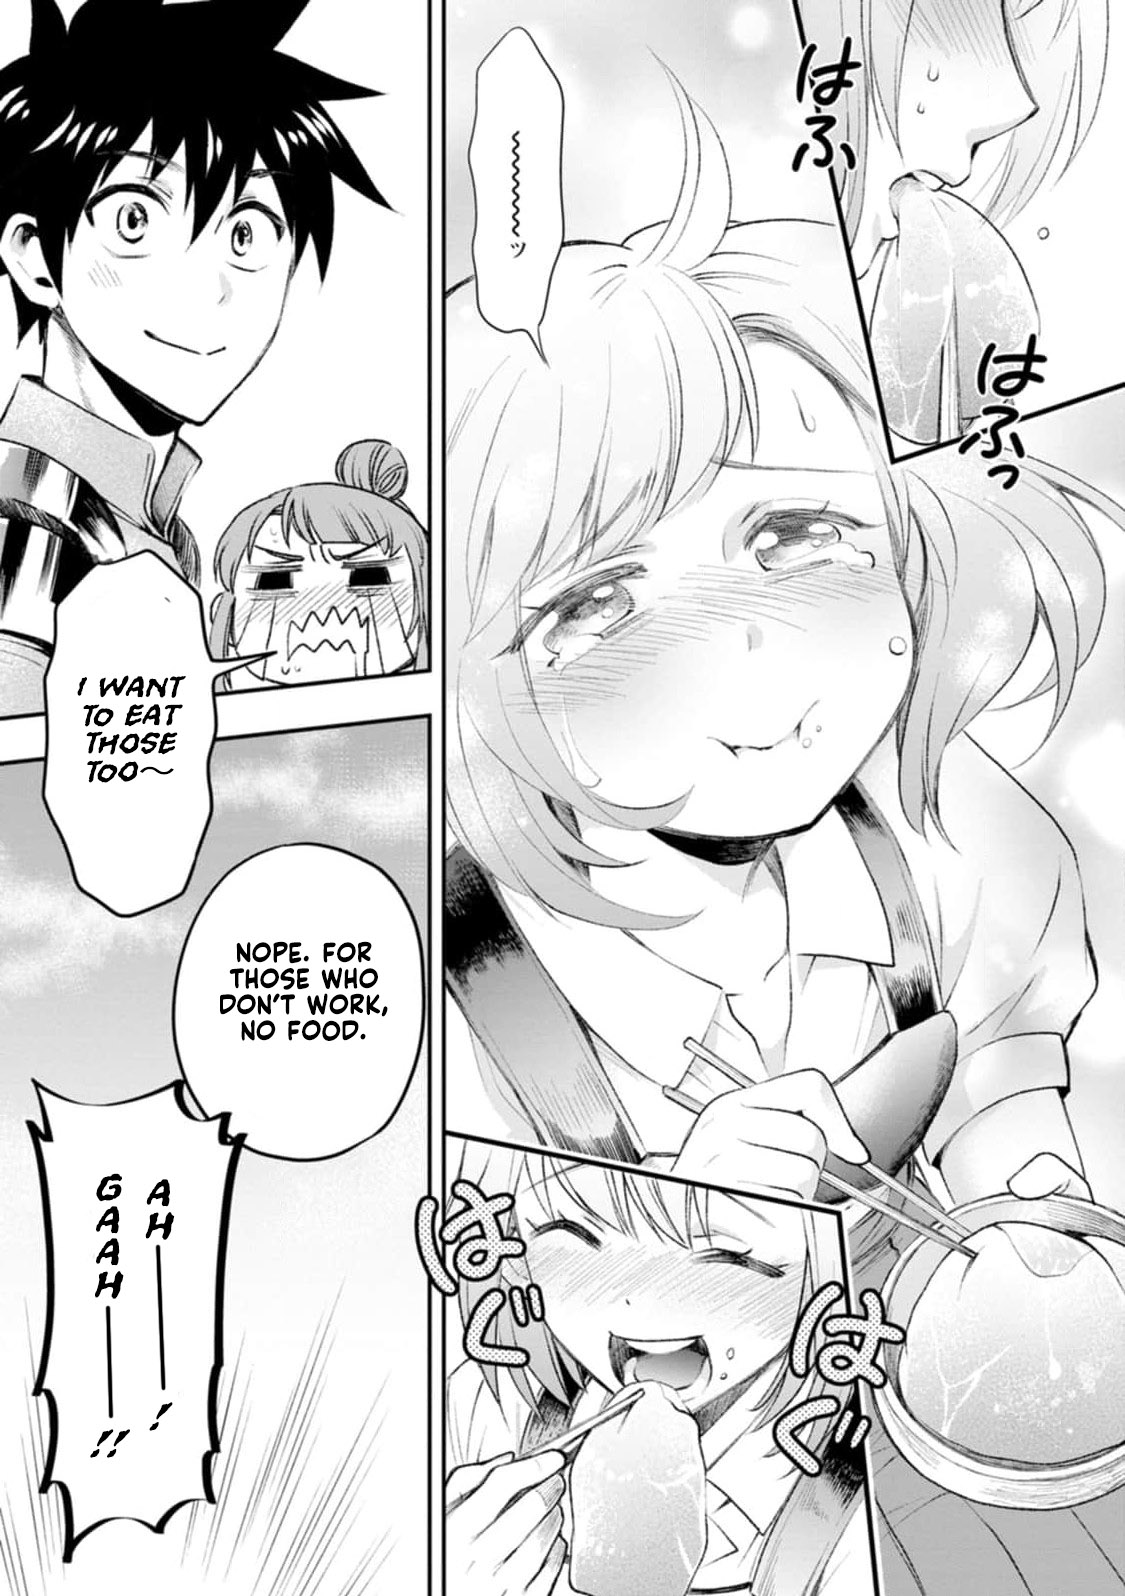 はふ
はふっ
〜〜〜〜〜ッ
はぐ
はぐ
I WANT
TO EAT
THOSE
TOO~
NOPE. FOR
THOSE WHO
DON'T WORK,
NO FOOD.
AH——!
GAAH——!!